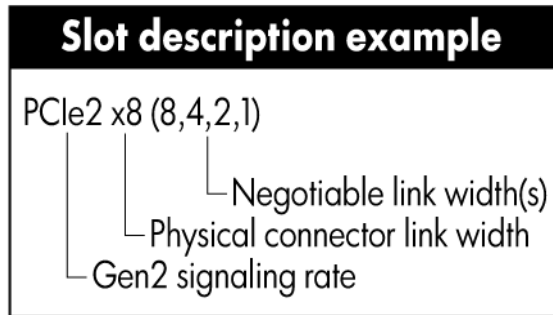 Slot description example
PCIe2 x8 (8,4,2,1)
Negotiable link width(s)
Physical connector link width
Gen2 signaling rate